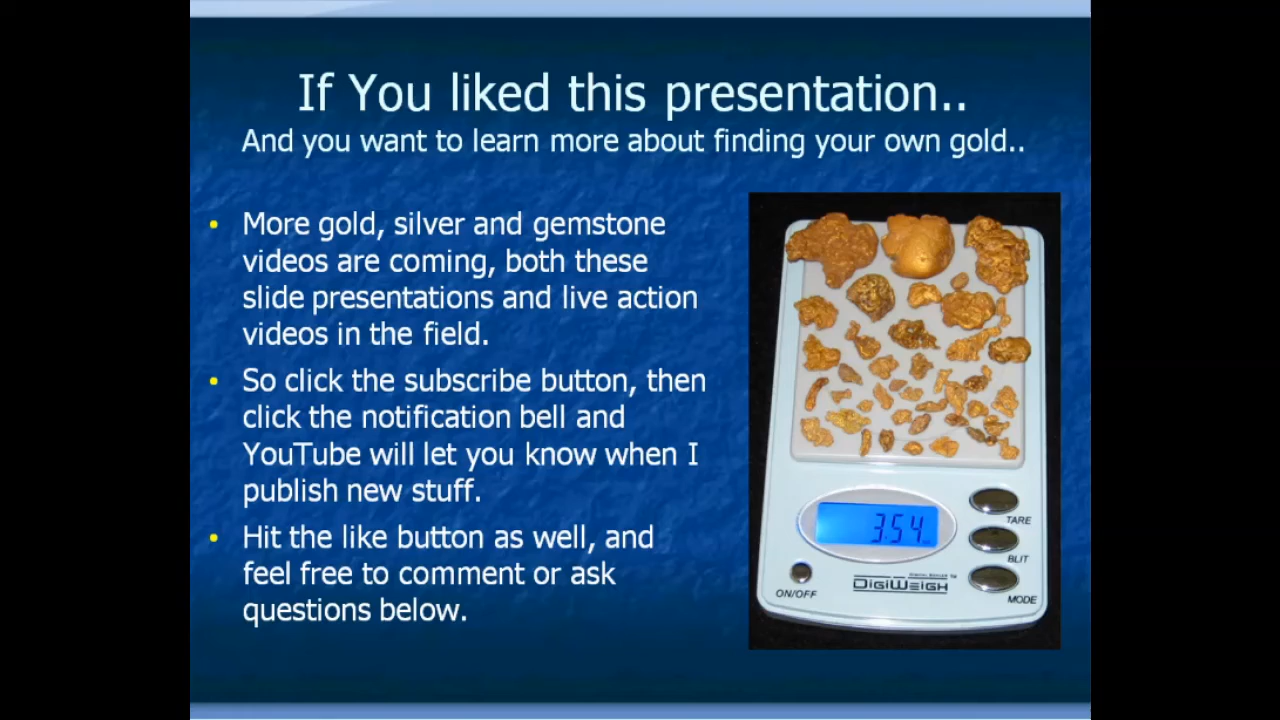 If You liked this presentation..
And you want to learn more about finding your own gold..
• More gold, silver and gemstone
videos are coming, both these
slide presentations and live action
videos in the field.
• So click the subscribe button, then
click the notification bell and
YouTube will let you know when I
publish new stuff.
• Hit the like button as well, and
feel free to comment or ask
questions below.
3.54
TARE
BLIT
MODE
ON/OFF
DIGITAL SCALES ™
DIGIWEIGH